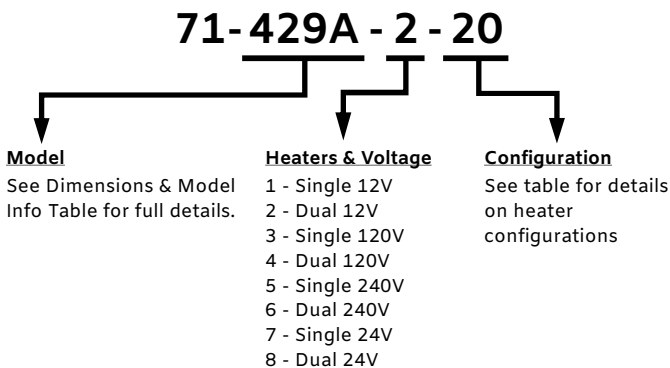 71-429A - 2 - 20
Model
See Dimensions & Model
Info Table for full details.
Heaters & Voltage
1 - Single 12V
2 - Dual 12V
3 - Single 120V
4 - Dual 120V
5 - Single 240V
6 - Dual 240V
7 - Single 24V
8 - Dual 24V
Configuration
See table for details
on heater
configurations